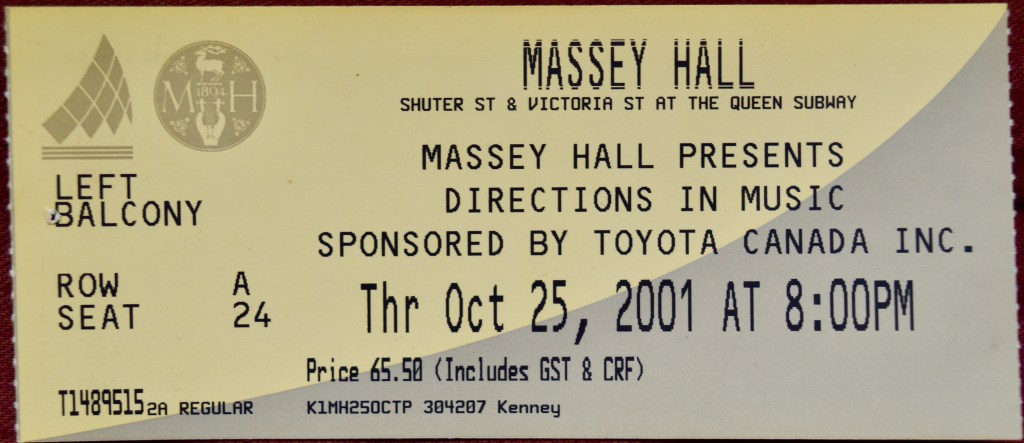 MASSEY HALL
SHUTER ST & VICTORIA ST AT THE QUEEN SUBWAY
M 1894 H
MASSEY HALL PRESENTS
DIRECTIONS IN MUSIC
SPONSORED BY TOYOTA CANADA INC.
LEFT
BALCONY
ROW A
SEAT 24
Thr Oct 25, 2001 AT 8:00PM
Price 65.50 (Includes GST & CRF)
T1489515 2A REGULAR
K1MH25OCTP 304207 Kenney